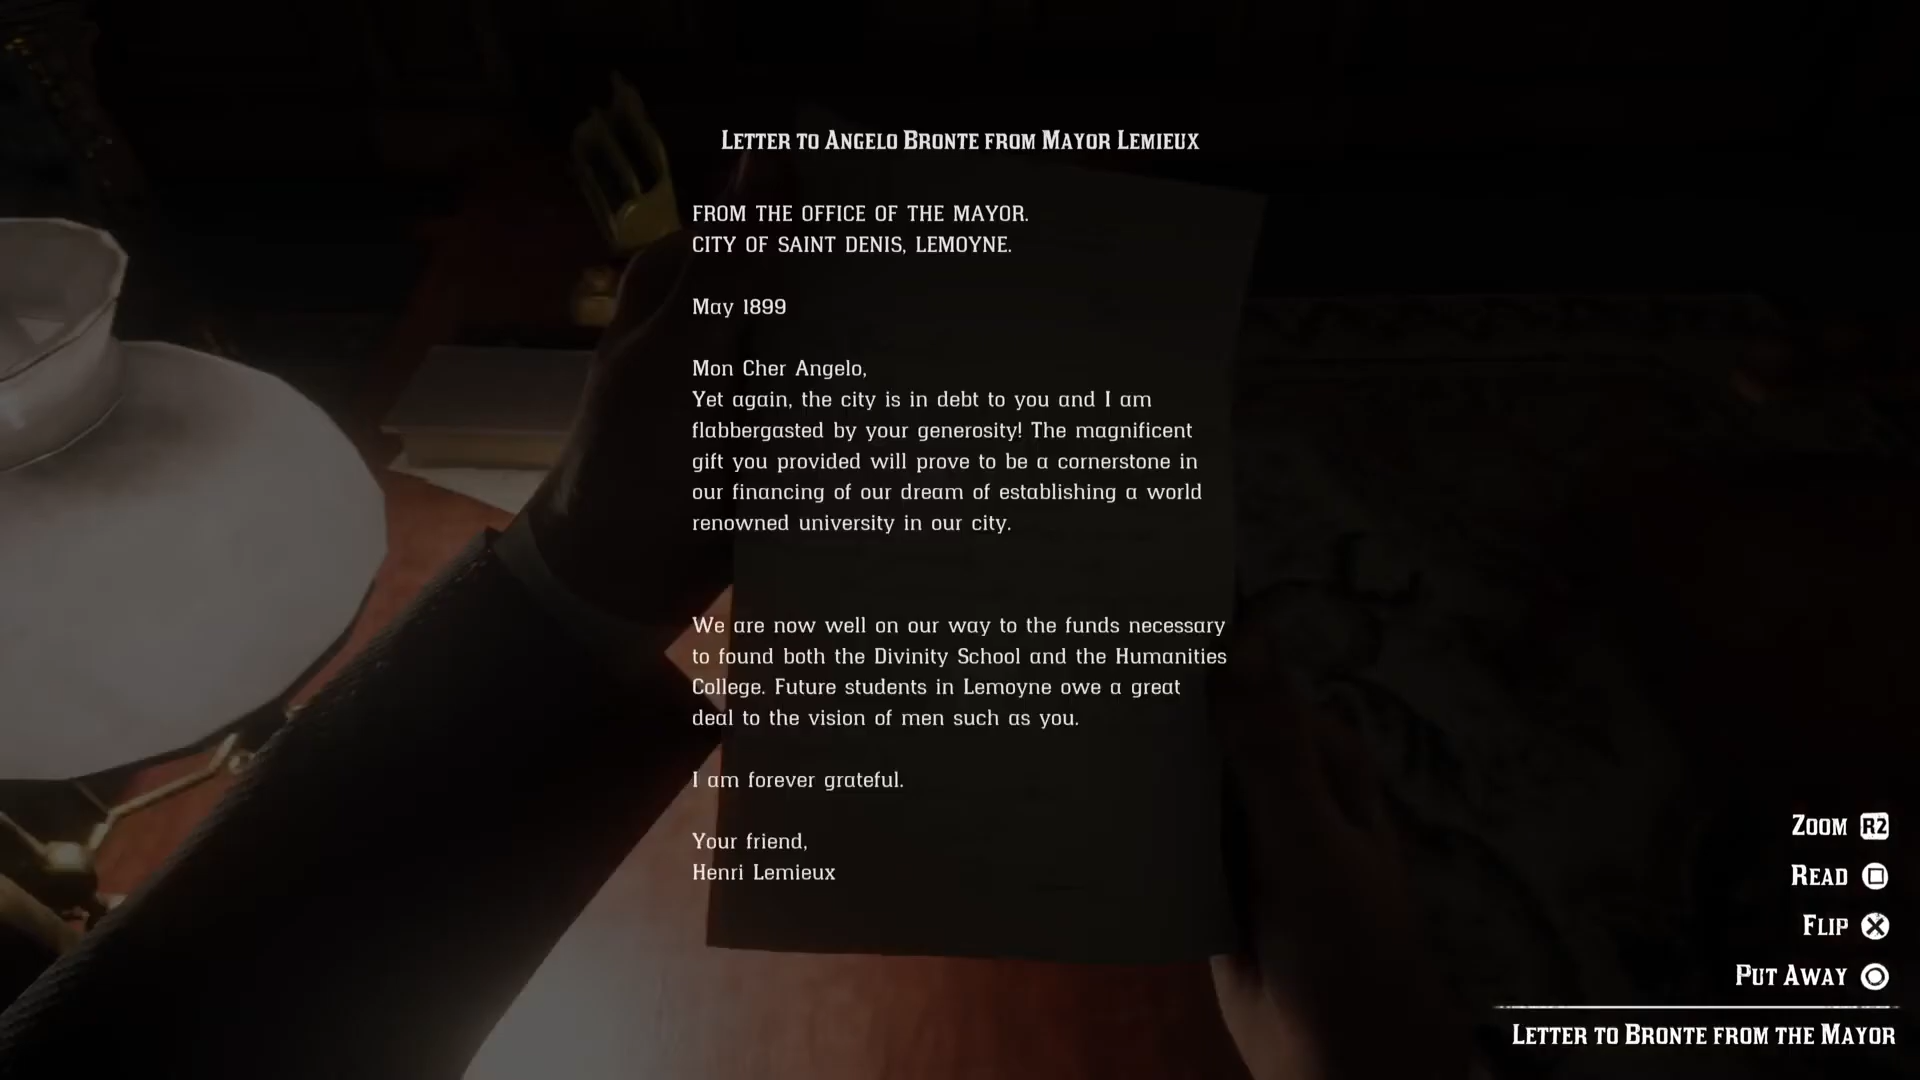 Letter to Angelo Bronte from Mayor Lemieux
FROM THE OFFICE OF THE MAYOR.
CITY OF SAINT DENIS, LEMOYNE.
May 1899
Mon Cher Angelo,
Yet again, the city is in debt to you and I am
flabbergasted by your generosity! The magnificent
gift you provided will prove to be a cornerstone in
our financing of our dream of establishing a world
renowned university in our city.
We are now well on our way to the funds necessary
to found both the Divinity School and the Humanities
College. Future students in Lemoyne owe a great
deal to the vision of men such as you.
I am forever grateful.
Your friend,
Henri Lemieux
Zoom R2
Read
Flip
Put Away
Letter to Bronte from the Mayor